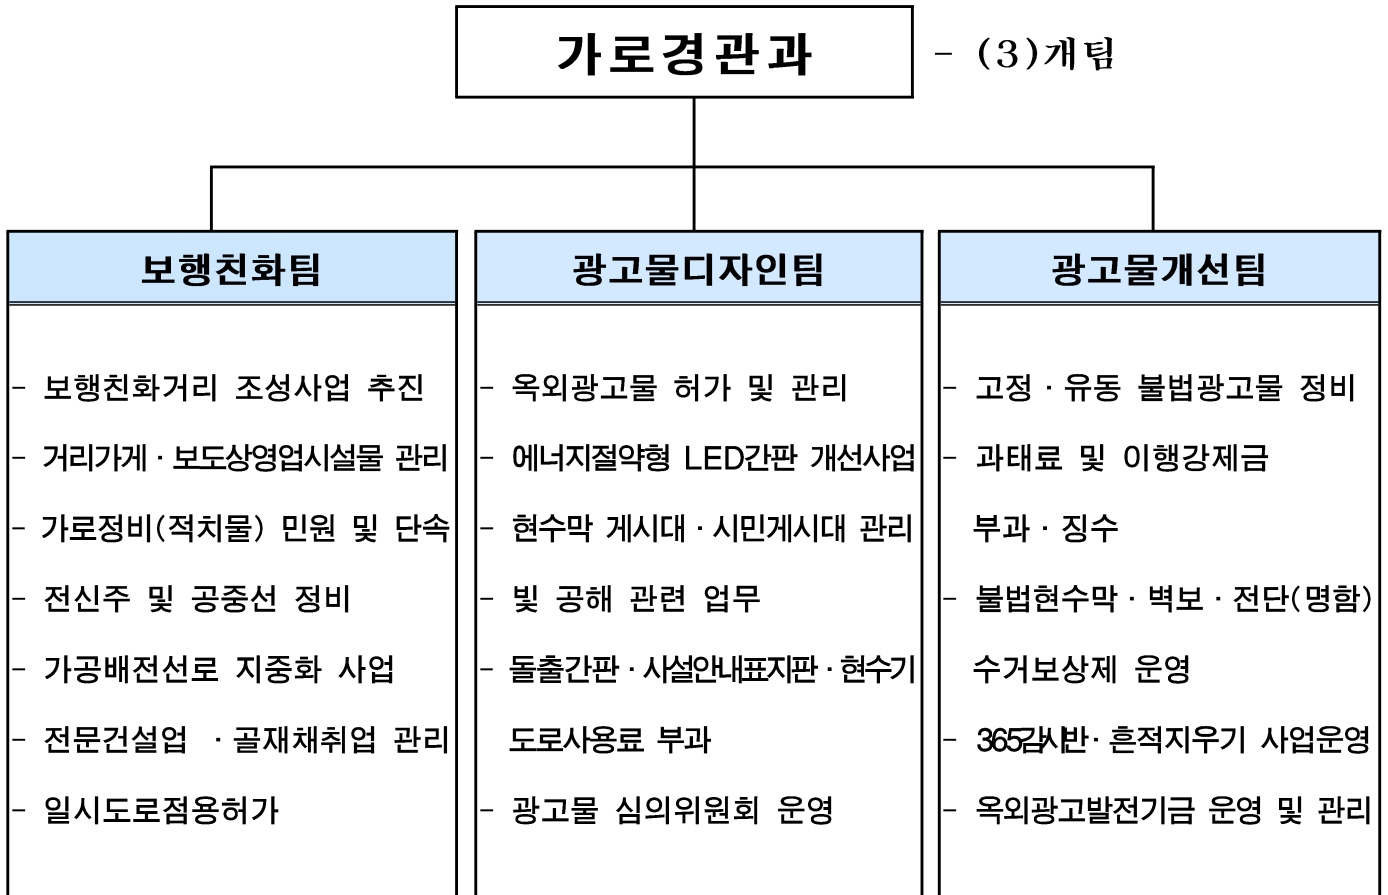 가로경관과 - (3)개팀
보행친화팀
- 보행친화거리 조성사업 추진
- 거리가게·보도상영업시설물 관리
- 가로정비(적치물) 민원 및 단속
- 전신주 및 공중선 정비
- 가공배전선로 지중화 사업
- 전문건설업 ·골재채취업 관리
- 일시도로점용허가
광고물디자인팀
- 옥외광고물 허가 및 관리
- 에너지절약형 LED간판 개선사업
- 현수막 게시대·시민게시대 관리
- 빛 공해 관련 업무
- 돌출간판·사설안내표지판·현수기
도로사용료 부과
- 광고물 심의위원회 운영
광고물개선팀
- 고정·유동 불법광고물 정비
- 과태료 및 이행강제금
부과·징수
- 불법현수막·벽보·전단(명함)
수거보상제 운영
- 365감시반·흔적지우기 사업운영
- 옥외광고발전기금 운영 및 관리